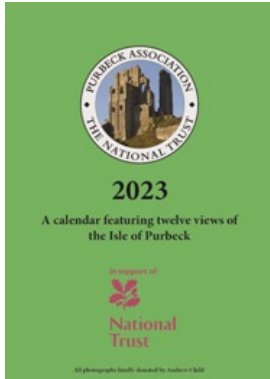 PURBECK ASSOCIATION
THE NATIONAL TRUST
2023
A calendar featuring twelve views of
the Isle of Purbeck
in support of
National
Trust
All photographs kindly donated by Andrew Child